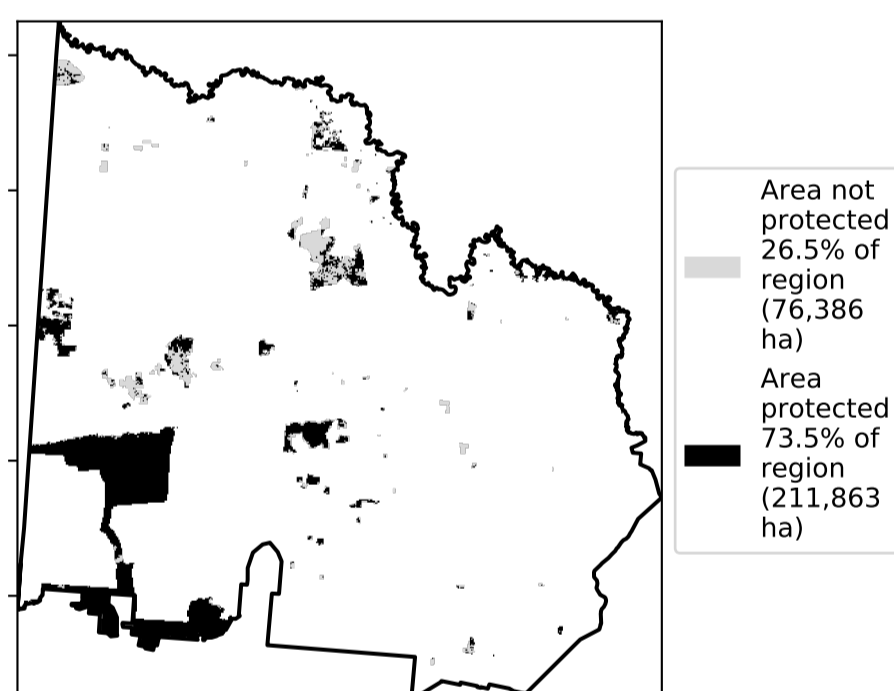 Area not
protected
26.5% of
region
(76,386
ha)
Area
protected
73.5% of
region
(211,863
ha)